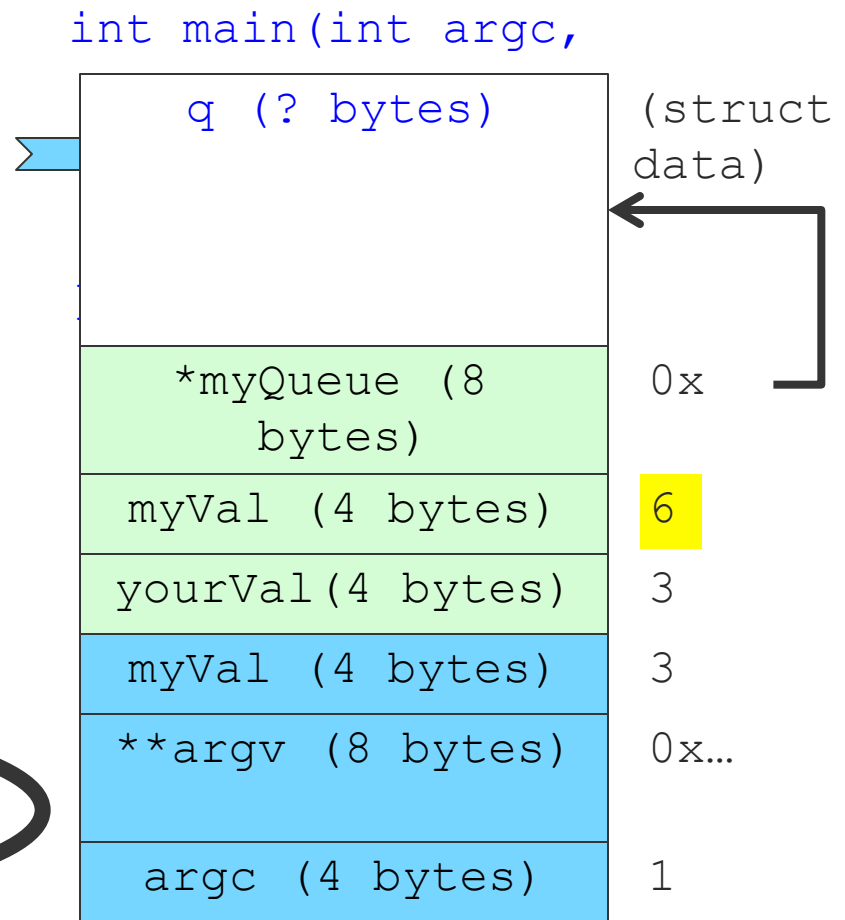 int main(int argc,
q (? bytes)
(struct
data)
*myQueue (8
bytes)
0x
myVal (4 bytes)
6
yourVal(4 bytes)
3
myVal (4 bytes)
3
**argv (8 bytes)
0x…
argc (4 bytes)
1